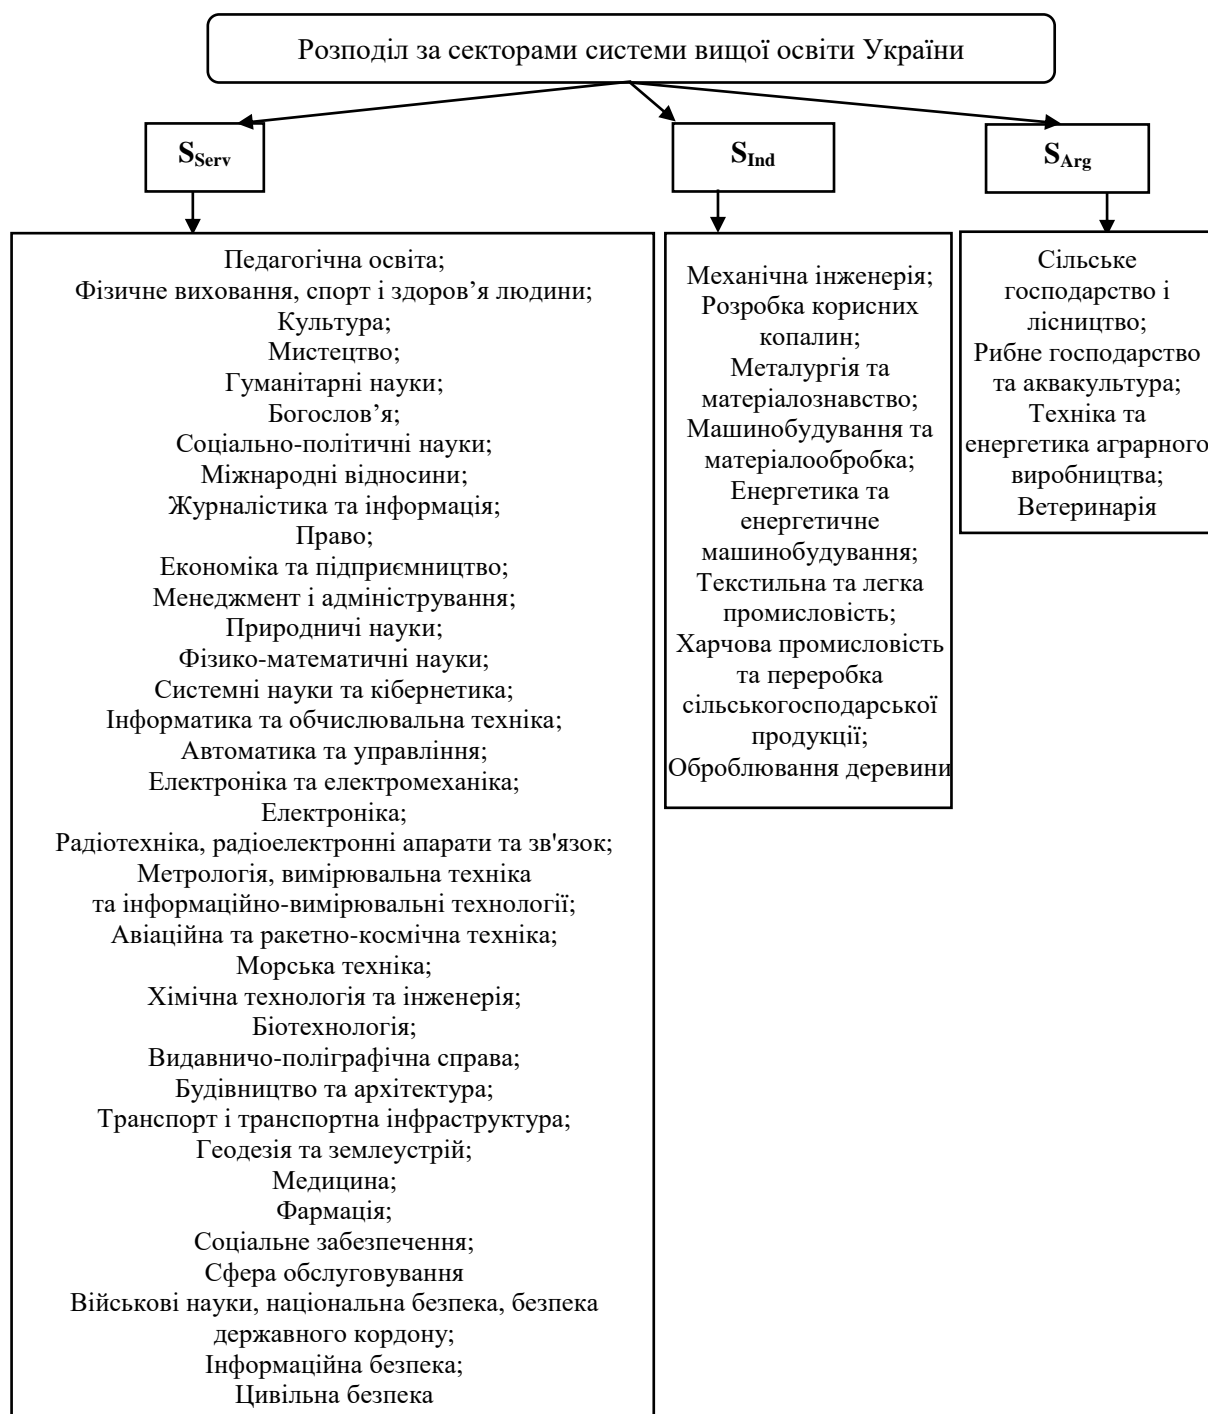 Розподіл за секторами системи вищої освіти України
S_Serv
S_Ind
S_Arg
Педагогічна освіта;
Фізичне виховання, спорт і здоров’я людини;
Культура;
Мистецтво;
Гуманітарні науки;
Богослов’я;
Соціально-політичні науки;
Міжнародні відносини;
Журналістика та інформація;
Право;
Економіка та підприємництво;
Менеджмент і адміністрування;
Природничі науки;
Фізико-математичні науки;
Системні науки та кібернетика;
Інформатика та обчислювальна техніка;
Автоматика та управління;
Електроніка та електромеханіка;
Електроніка;
Радіотехніка, радіоелектронні апарати та зв'язок;
Метрологія, вимірювальна техніка
та інформаційно-вимірювальні технології;
Авіаційна та ракетно-космічна техніка;
Морська техніка;
Хімічна технологія та інженерія;
Біотехнологія;
Видавничо-поліграфічна справа;
Будівництво та архітектура;
Транспорт і транспортна інфраструктура;
Геодезія та землеустрій;
Медицина;
Фармація;
Соціальне забезпечення;
Сфера обслуговування
Військові науки, національна безпека, безпека
державного кордону;
Інформаційна безпека;
Цивільна безпека
Механічна інженерія;
Розробка корисних
копалин;
Металургія та
матеріалознавство;
Машинобудування та
матеріалообробка;
Енергетика та
енергетичне
машинобудування;
Текстильна та легка
промисловість;
Харчова промисловість
та переробка
сільськогосподарської
продукції;
Оброблювання деревини
Сільське
господарство і
лісництво;
Рибне господарство
та аквакультура;
Техніка та
енергетика аграрного
виробництва;
Ветеринарія